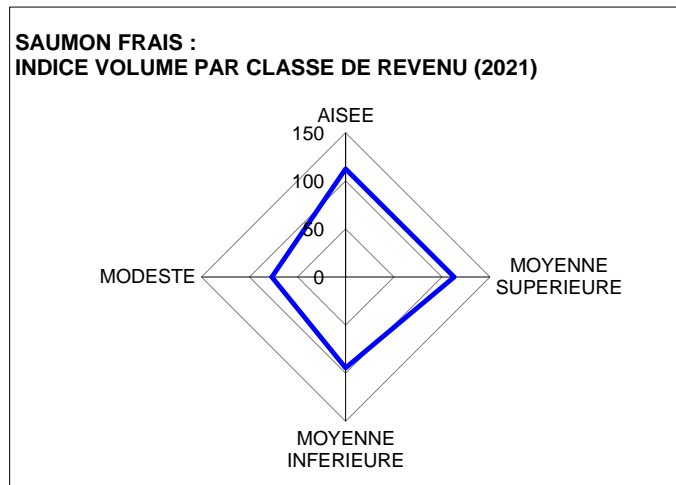 SAUMON FRAIS :
INDICE VOLUME PAR CLASSE DE REVENU (2021)
AISEE
150
100
50
0
MODESTE
MOYENNE
SUPERIEURE
MOYENNE
INFERIEURE